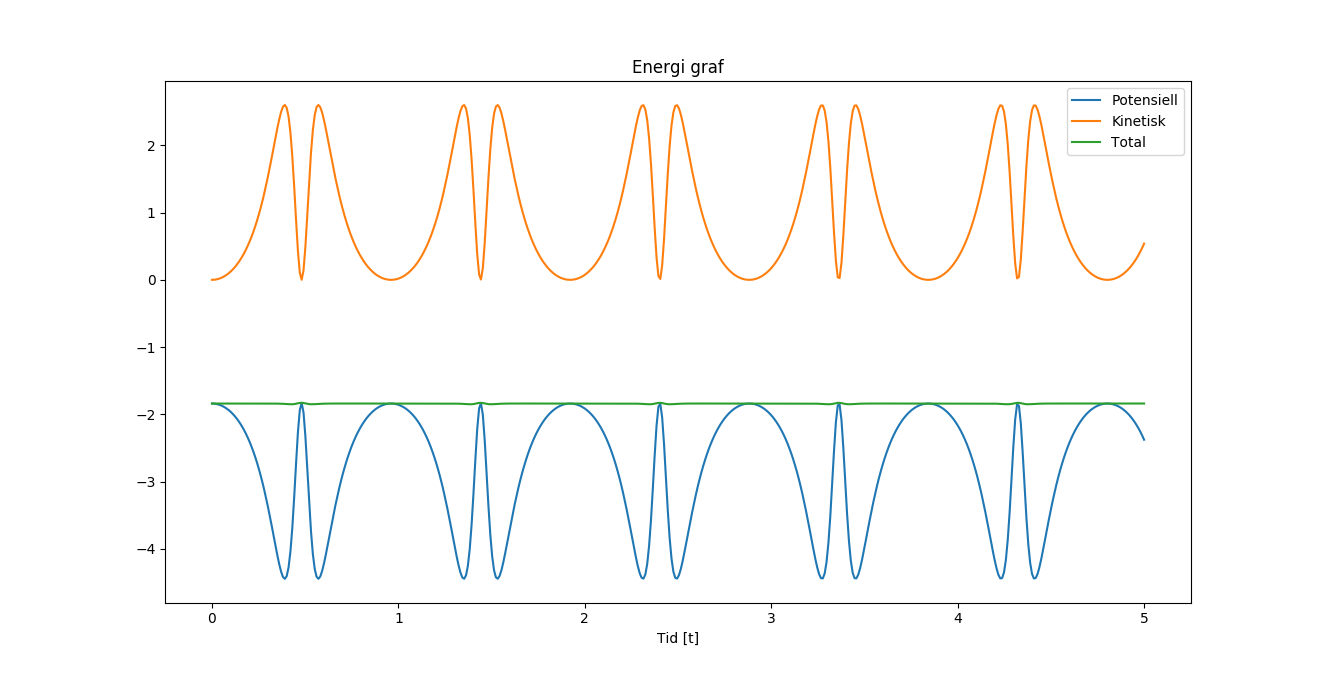 Energi graf
Potensiell
Kinetisk
Total
2
1
0
−1
−2
−3
−4
0 1 2 3 4 5
Tid [t]